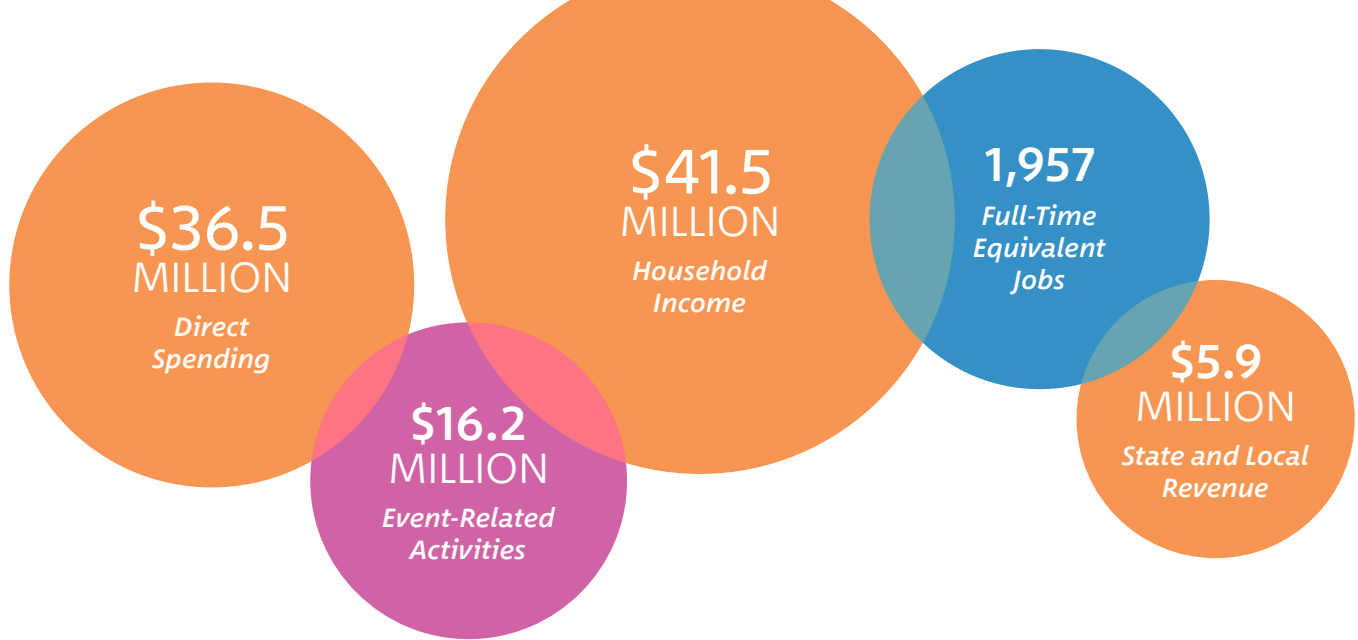 $36.5
MILLION
Direct
Spending
$16.2
MILLION
Event-Related
Activities
$41.5
MILLION
Household
Income
1,957
Full-Time
Equivalent
Jobs
$5.9
MILLION
State and Local
Revenue